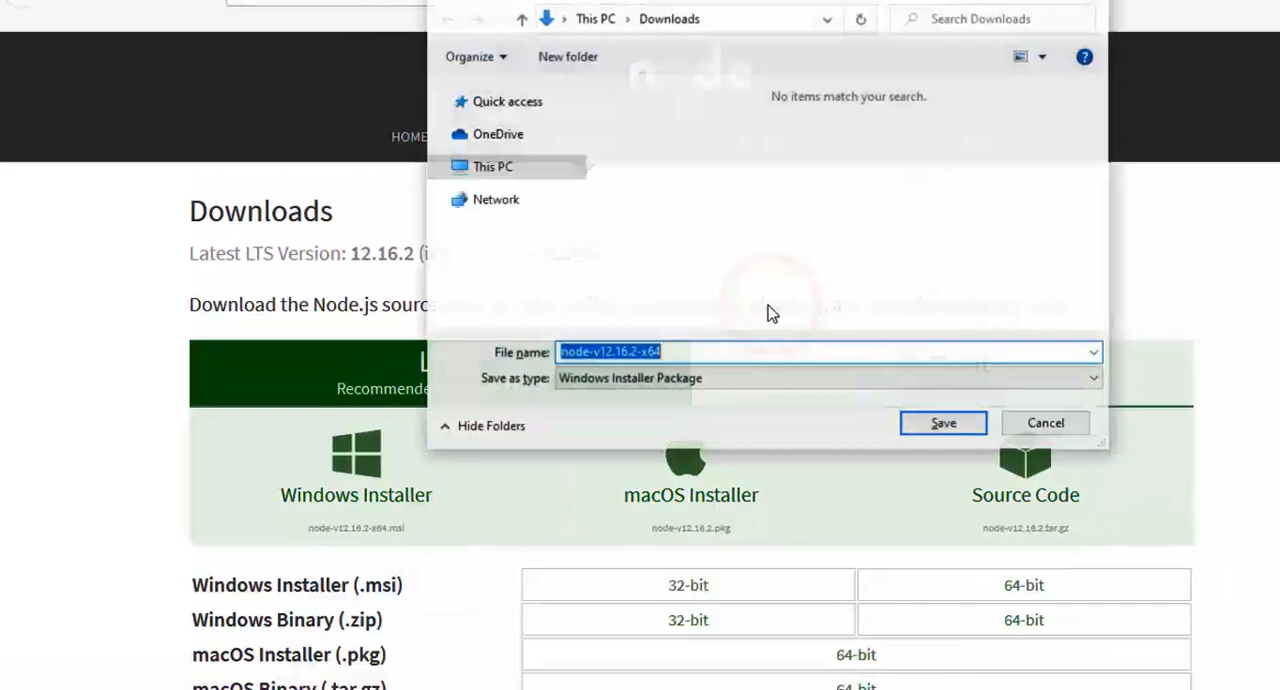 This PC › Downloads
Search Downloads
Organize
New folder
No items match your search.
Quick access
OneDrive
This PC
Network
HOME
Downloads
Latest LTS Version: 12.16.2 (i
Download the Node.js sourc
File name: node-v12.16.2-x64
Save as type: Windows Installer Package
L
Recommende
Hide Folders
Save
Cancel
Windows Installer
macOS Installer
Source Code
node-v12.16.2-x64.msi
node-v12.16.2.pkg
node-v12.16.2.tar.gz
Windows Installer (.msi)
32-bit
64-bit
Windows Binary (.zip)
32-bit
64-bit
macOS Installer (.pkg)
64-bit
macOS Binary (.tar.gz)
64-bit